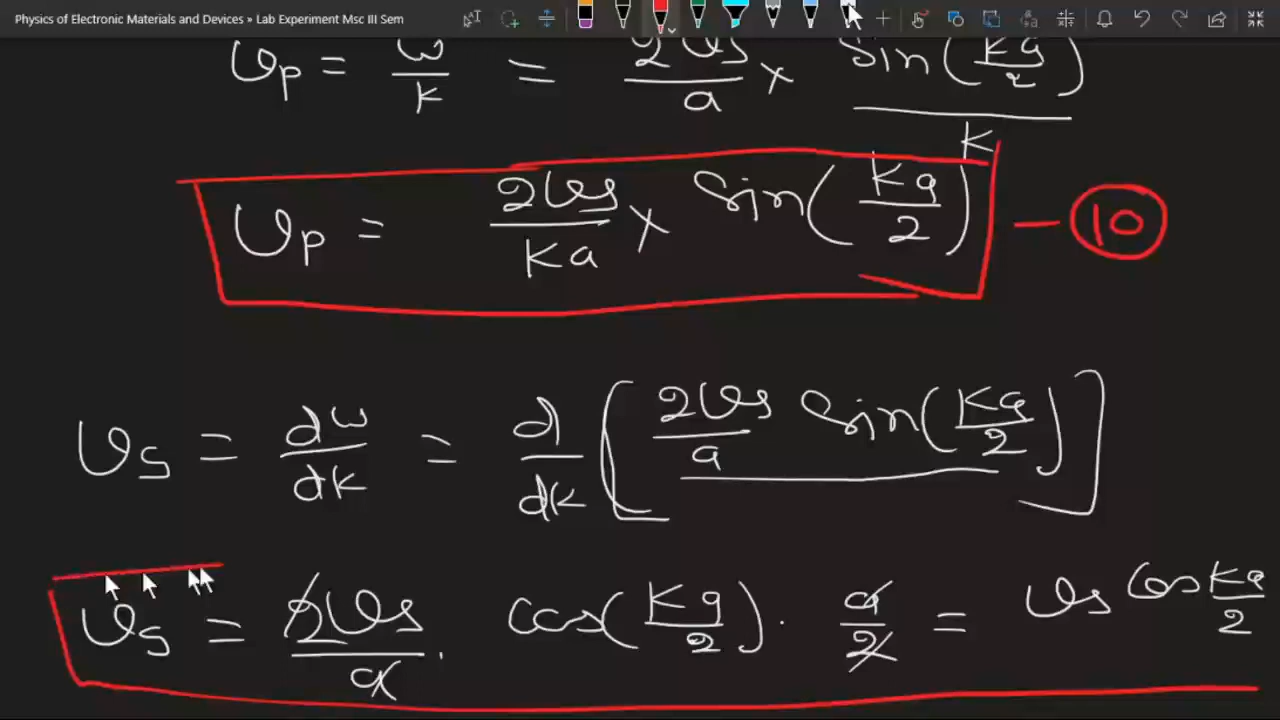 Physics of Electronic Materials and Devices » Lab Experiment Msc III Sem
υp = ω/k = 2υs/a × sin(ka/2)/k
υp = 2υs/ka × sin(ka/2) — 10
υs = dω/dk = d/dk [2υs/a sin(ka/2)]
υs = 2υs/a · cos(ka/2) · a/2 = υs cos ka/2